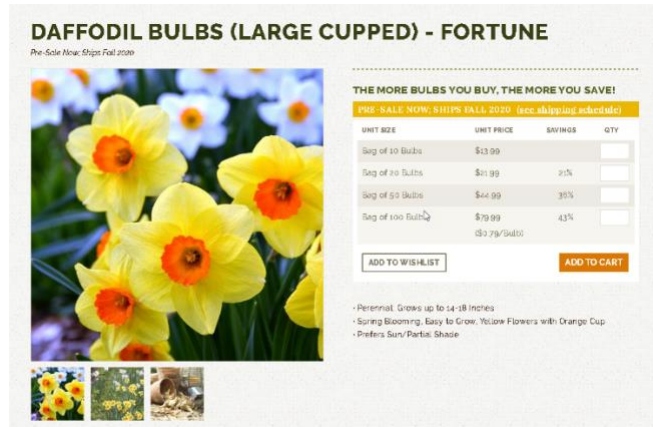 DAFFODIL BULBS (LARGE CUPPED) - FORTUNE
Pre-Sale Now; Ships Fall 2020
THE MORE BULBS YOU BUY, THE MORE YOU SAVE!
PRE-SALE NOW; SHIPS FALL 2020 (see shipping schedule)
UNIT SIZE UNIT PRICE SAVINGS QTY
Bag of 10 Bulbs $13.99
Bag of 20 Bulbs $21.99 21%
Bag of 50 Bulbs $44.99 36%
Bag of 100 Bulbs $79.99 43%
($0.79/Bulb)
ADD TO WISHLIST ADD TO CART
• Perennial, Grows up to 14-18 Inches
• Spring Blooming, Easy to Grow, Yellow Flowers with Orange Cup
• Prefers Sun/Partial Shade